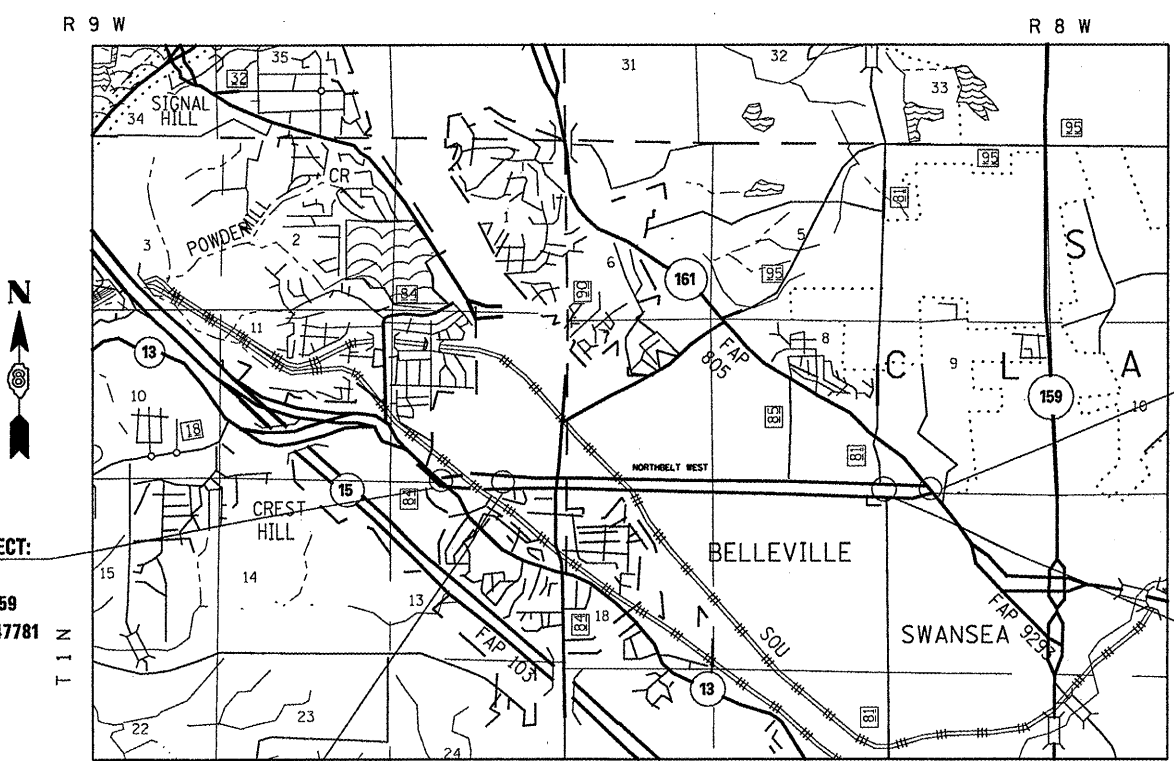 R 9 W
R 8 W
35
32
31
32
33
34
SIGNAL
HILL
95
95
81
CR
POWDERMILL
1
3
2
5
S
6
95
161
N
90
84
11
13
8
FAP
805
C
9
L
A
159
10
10
18
85
81
NORTHBELT WEST
15
84
CREST
HILL
ECT:
BELLEVILLE
15
14
59
13
47781
84
18
FAP 9293
SOU
SWANSEA
T 1 N
FAP 103
13
81
22
23
24